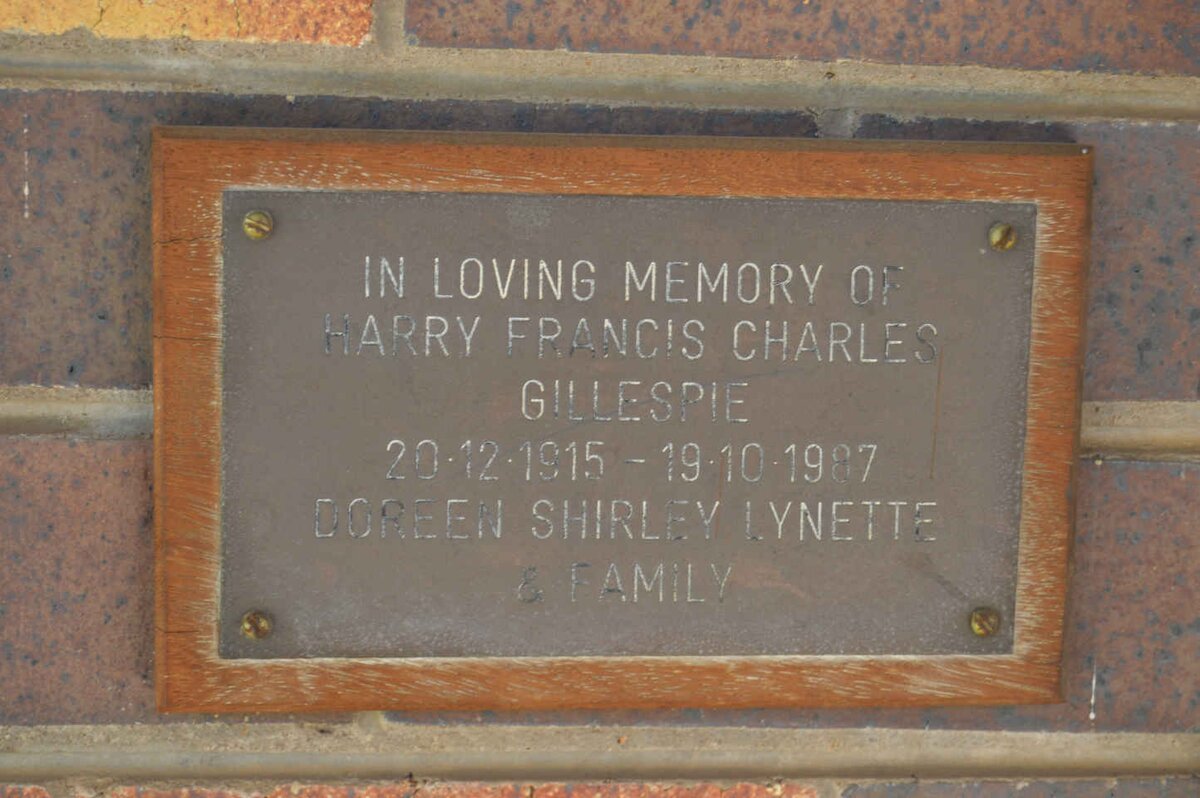 IN LOVING MEMORY OF
HARRY FRANCIS CHARLES
GILLESPIE
20·12·1915 – 19·10·1987
DOREEN SHIRLEY LYNETTE
& FAMILY